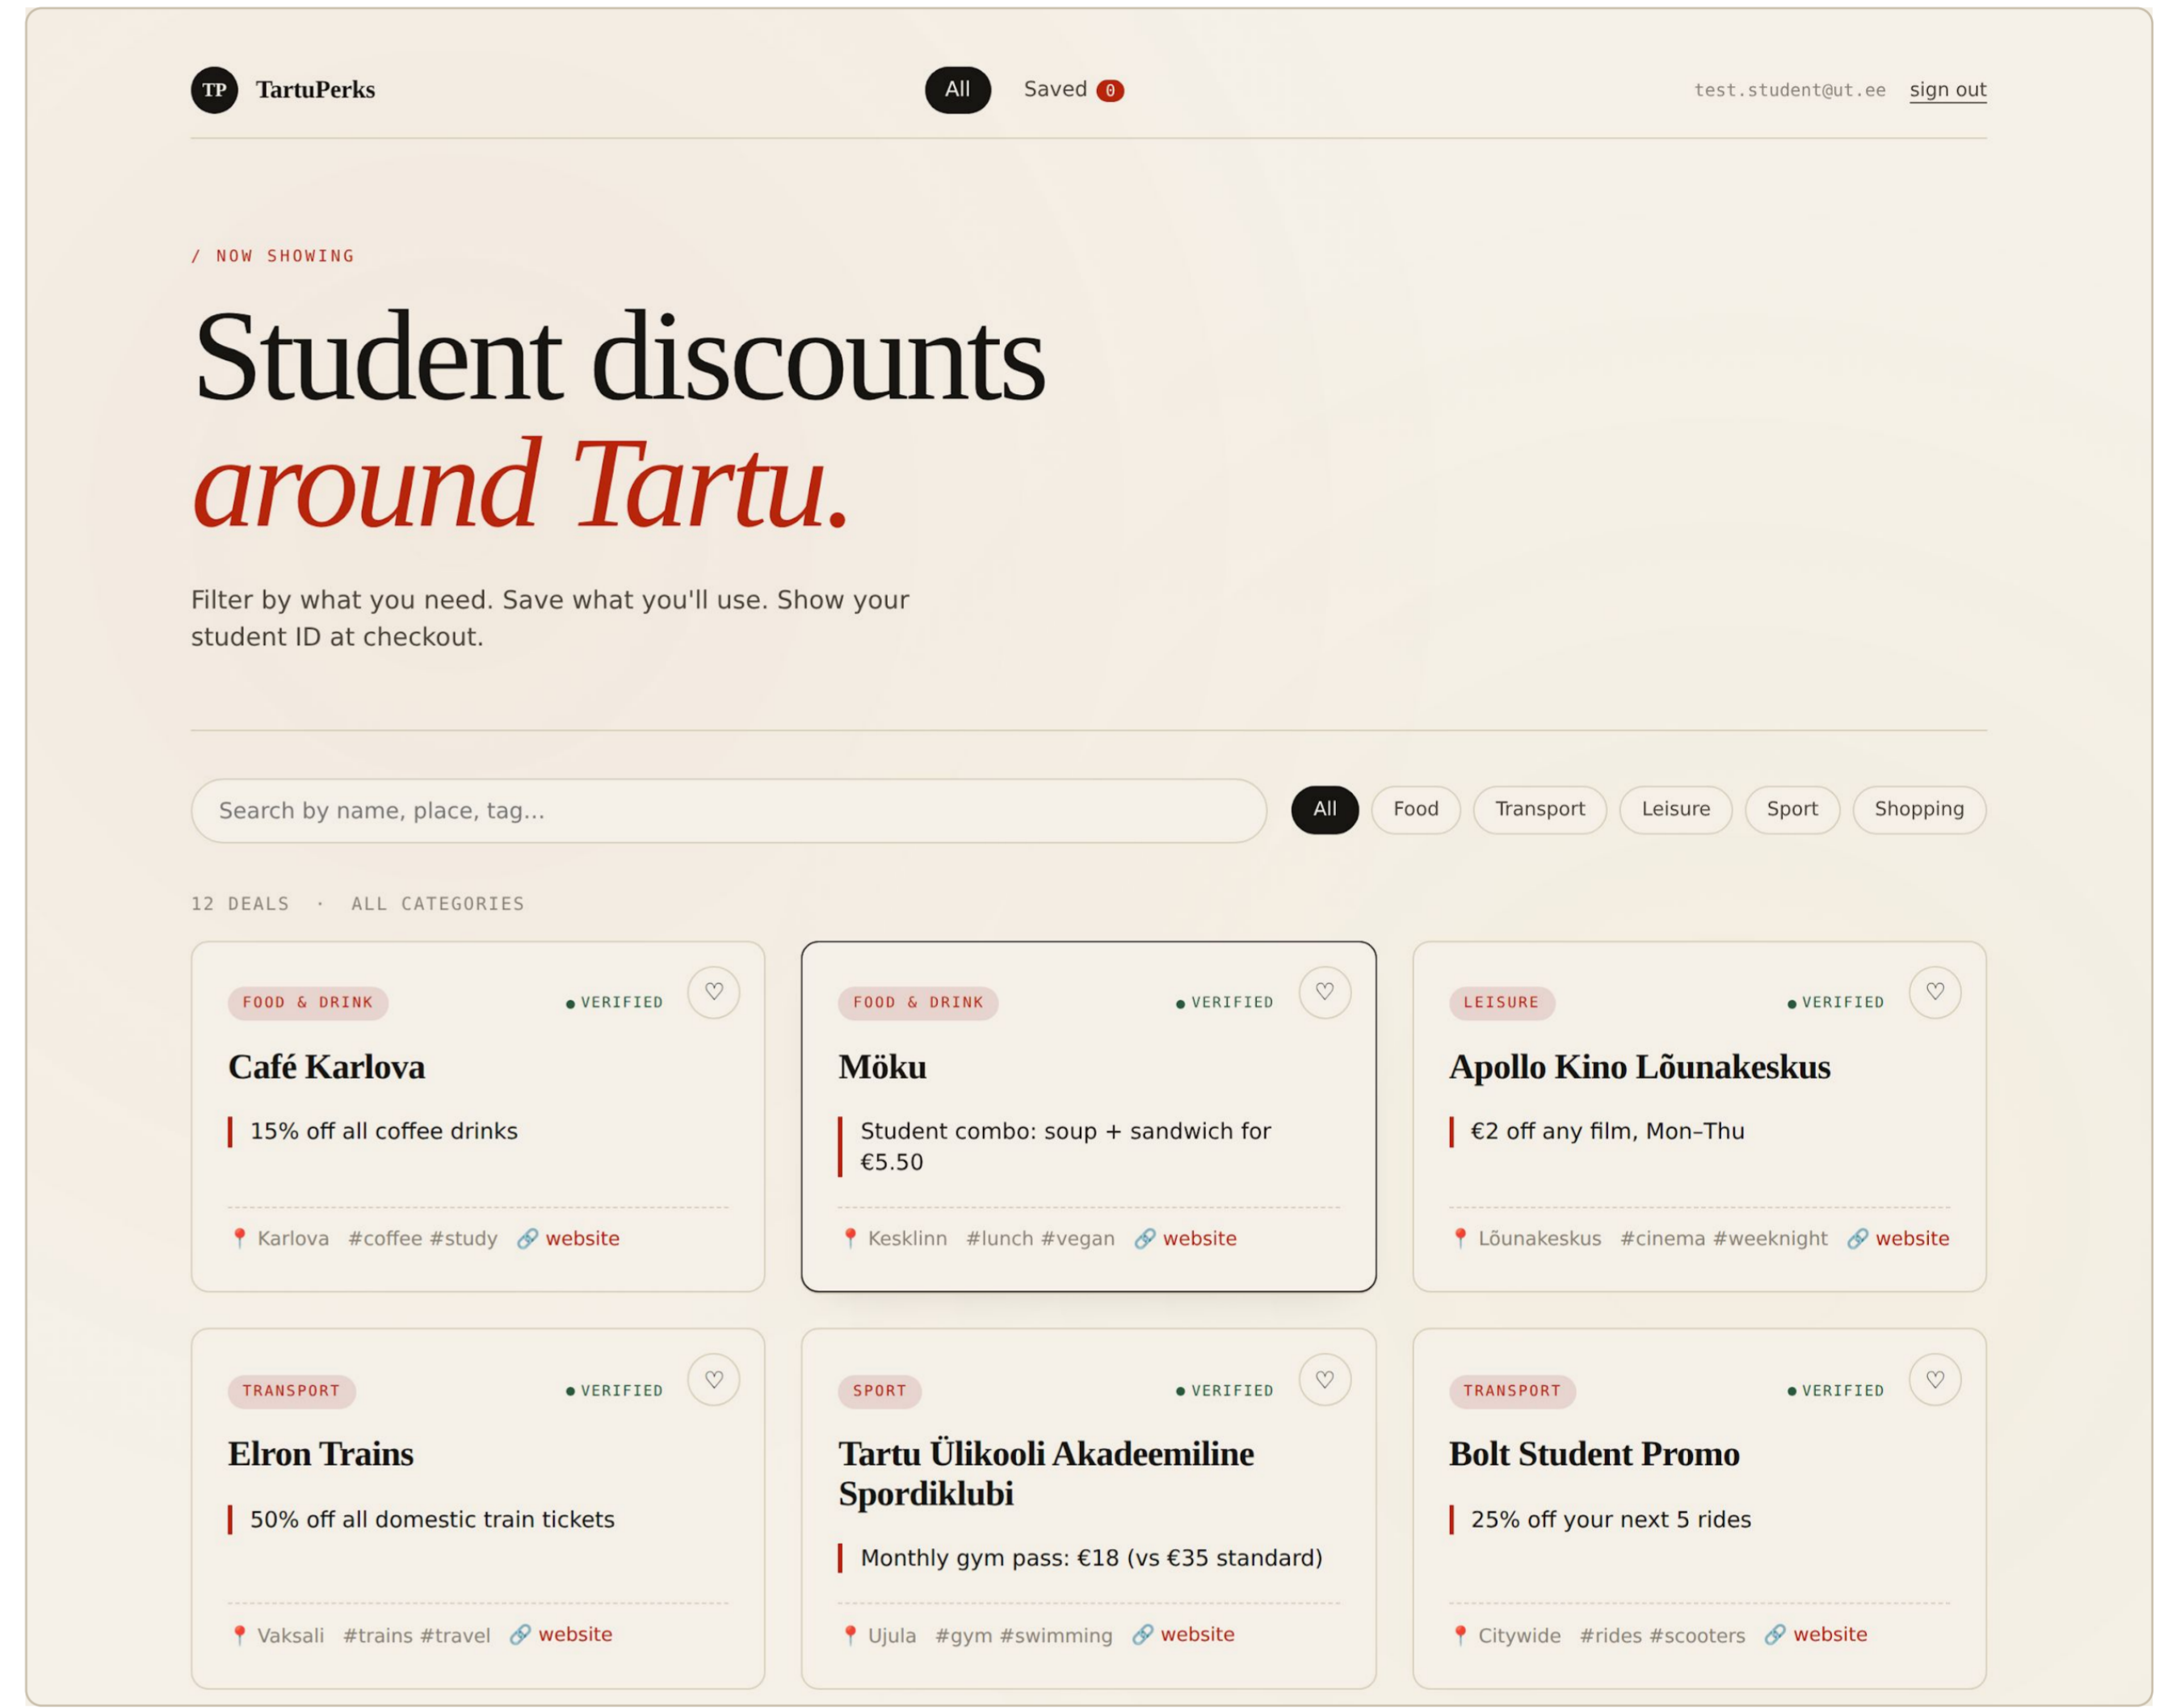 TP TartuPerks All Saved 0 test.student@ut.ee sign out
/ NOW SHOWING
Student discounts
around Tartu.
Filter by what you need. Save what you'll use. Show your
student ID at checkout.
Search by name, place, tag... All Food Transport Leisure Sport Shopping
12 DEALS · ALL CATEGORIES
FOOD & DRINK VERIFIED
Café Karlova
15% off all coffee drinks
Karlova #coffee #study website
FOOD & DRINK VERIFIED
Möku
Student combo: soup + sandwich for
€5.50
Kesklinn #lunch #vegan website
LEISURE VERIFIED
Apollo Kino Lõunakeskus
€2 off any film, Mon–Thu
Lõunakeskus #cinema #weeknight website
TRANSPORT VERIFIED
Elron Trains
50% off all domestic train tickets
Vaksali #trains #travel website
SPORT VERIFIED
Tartu Ülikooli Akadeemiline
Spordiklubi
Monthly gym pass: €18 (vs €35 standard)
Ujula #gym #swimming website
TRANSPORT VERIFIED
Bolt Student Promo
25% off your next 5 rides
Citywide #rides #scooters website